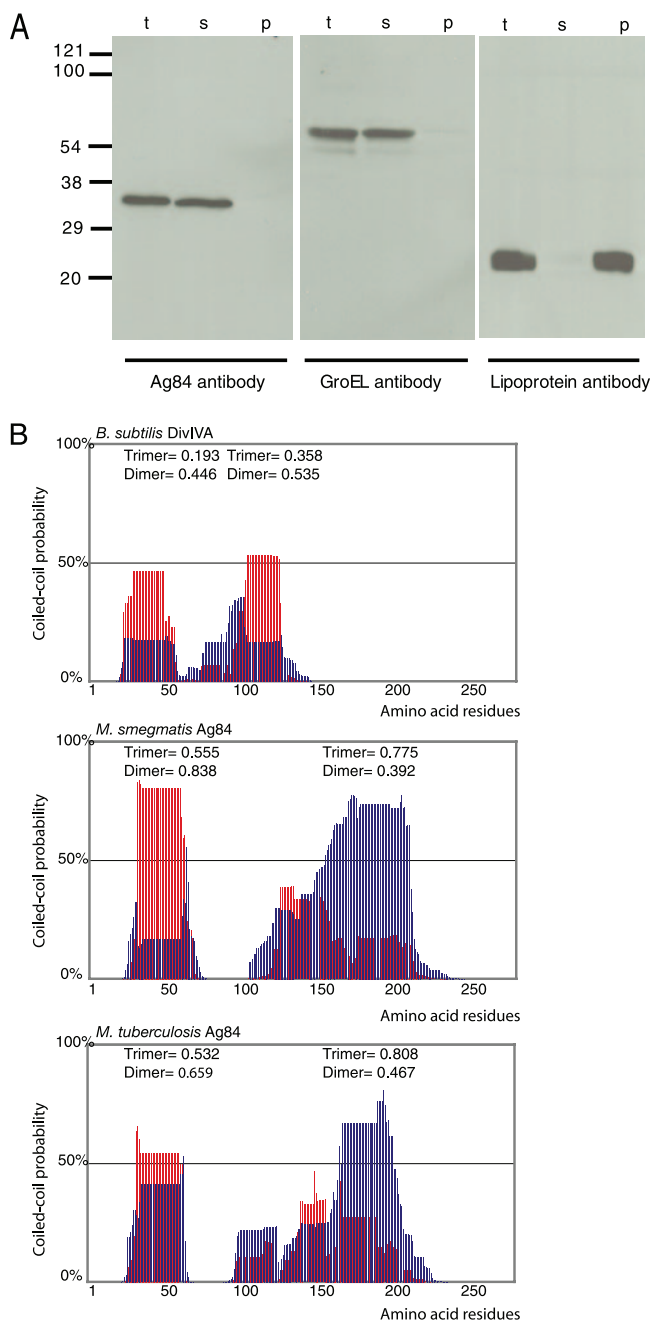 A
t s p t s p t s p
121
100
54
38
29
20
Ag84 antibody GroEL antibody Lipoprotein antibody
B
B. subtilis DivIVA
100%
Trimer= 0.193 Trimer= 0.358
Dimer= 0.446 Dimer= 0.535
Coiled-coil probability
50%
0%
1 50 100 150 200 250
Amino acid residues
M. smegmatis Ag84
100%
Trimer= 0.555 Trimer= 0.775
Dimer= 0.838 Dimer= 0.392
Coiled-coil probability
50%
0%
1 50 100 150 200 250
Amino acid residues
M. tuberculosis Ag84
100%
Trimer= 0.532 Trimer= 0.808
Dimer= 0.659 Dimer= 0.467
Coiled-coil probability
50%
0%
1 50 100 150 200 250
Amino acid residues